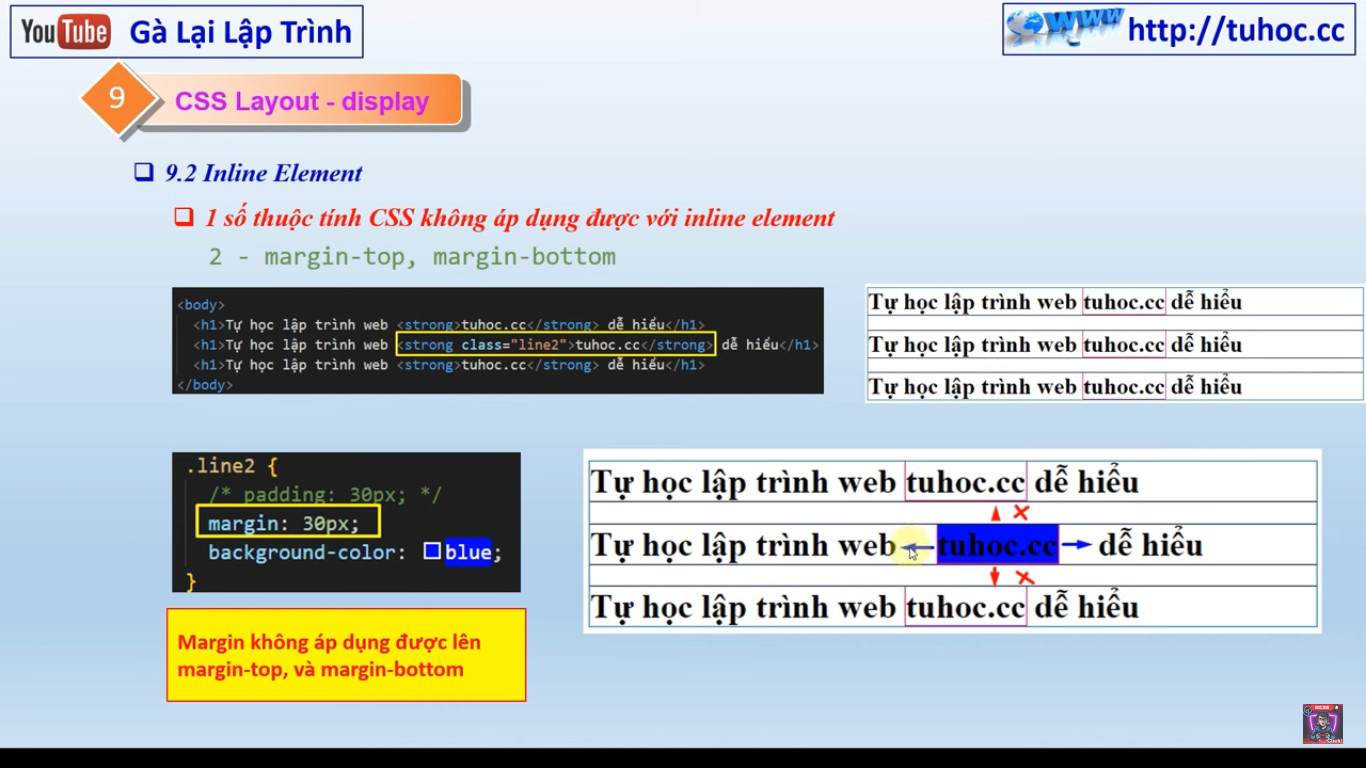 YouTube Gà Lại Lập Trình
www http://tuhoc.cc
9 CSS Layout - display
9.2 Inline Element
1 số thuộc tính CSS không áp dụng được với inline element
2 - margin-top, margin-bottom
<body>
<h1>Tự học lập trình web <strong>tuhoc.cc</strong> dễ hiểu</h1>
<h1>Tự học lập trình web <strong class="line2">tuhoc.cc</strong> dễ hiểu</h1>
<h1>Tự học lập trình web <strong>tuhoc.cc</strong> dễ hiểu</h1>
</body>
Tự học lập trình web tuhoc.cc dễ hiểu
Tự học lập trình web tuhoc.cc dễ hiểu
Tự học lập trình web tuhoc.cc dễ hiểu
.line2 {
/* padding: 30px; */
margin: 30px;
background-color: blue;
}
Tự học lập trình web tuhoc.cc dễ hiểu
Tự học lập trình web tuhoc.cc dễ hiểu
Tự học lập trình web tuhoc.cc dễ hiểu
Margin không áp dụng được lên
margin-top, và margin-bottom